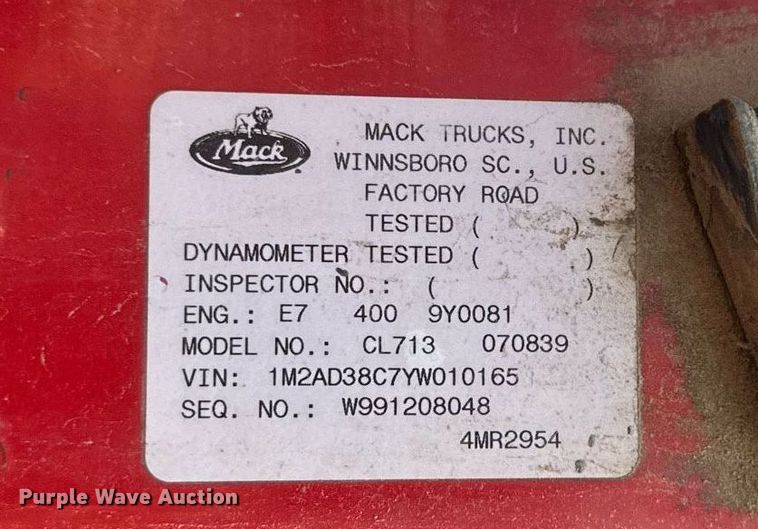 Mack
MACK TRUCKS, INC.
WINNSBORO SC., U.S.
FACTORY ROAD
TESTED (        )
DYNAMOMETER TESTED (        )
INSPECTOR NO.: (        )
ENG.: E7 400 9Y0081
MODEL NO.: CL713 070839
VIN: 1M2AD38C7YW010165
SEQ. NO.: W991208048
4MR2954
Purple Wave Auction